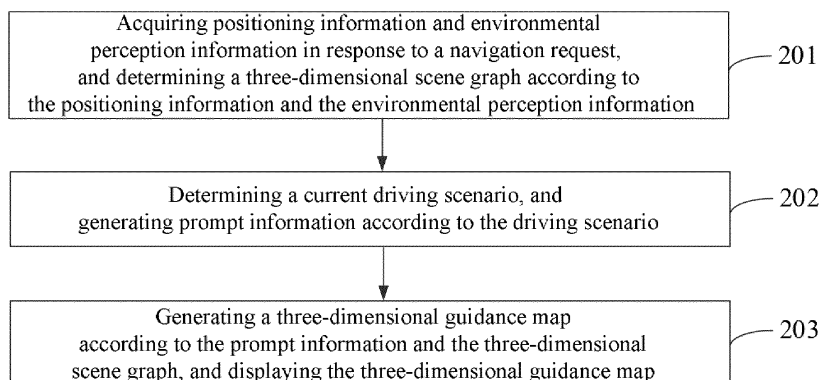 Acquiring positioning information and environmental
perception information in response to a navigation request,
and determining a three-dimensional scene graph according to
the positioning information and the environmental perception information
201
Determining a current driving scenario, and
generating prompt information according to the driving scenario
202
Generating a three-dimensional guidance map
according to the prompt information and the three-dimensional
scene graph, and displaying the three-dimensional guidance map
203